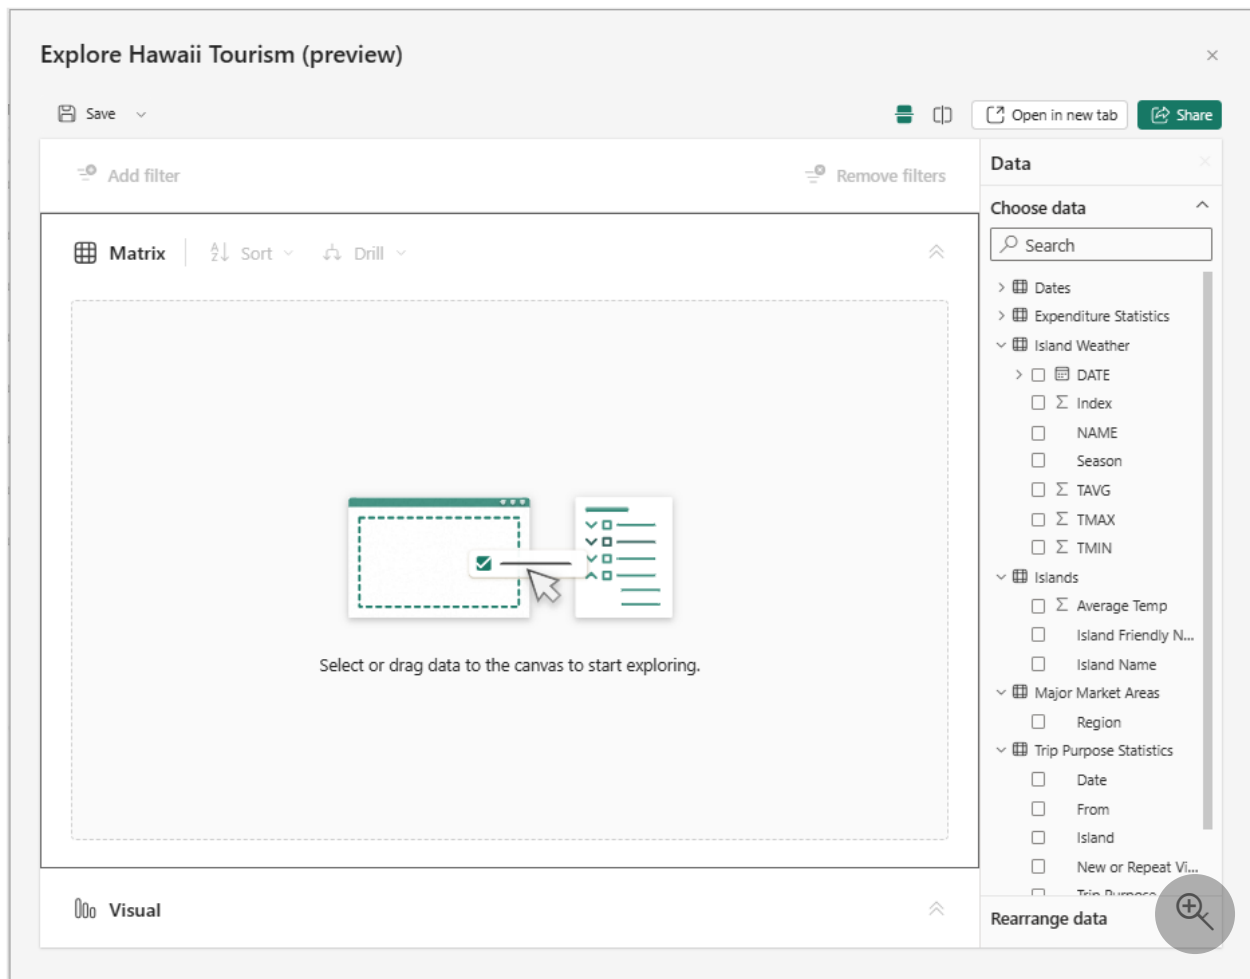 Explore Hawaii Tourism (preview)
Save
Open in new tab
Share
Add filter
Remove filters
Matrix
Sort
Drill
Select or drag data to the canvas to start exploring.
Visual
Data
Choose data
Search
Dates
Expenditure Statistics
Island Weather
DATE
Index
NAME
Season
TAVG
TMAX
TMIN
Islands
Average Temp
Island Friendly N...
Island Name
Major Market Areas
Region
Trip Purpose Statistics
Date
From
Island
New or Repeat Vi...
Trip Purpose
Rearrange data